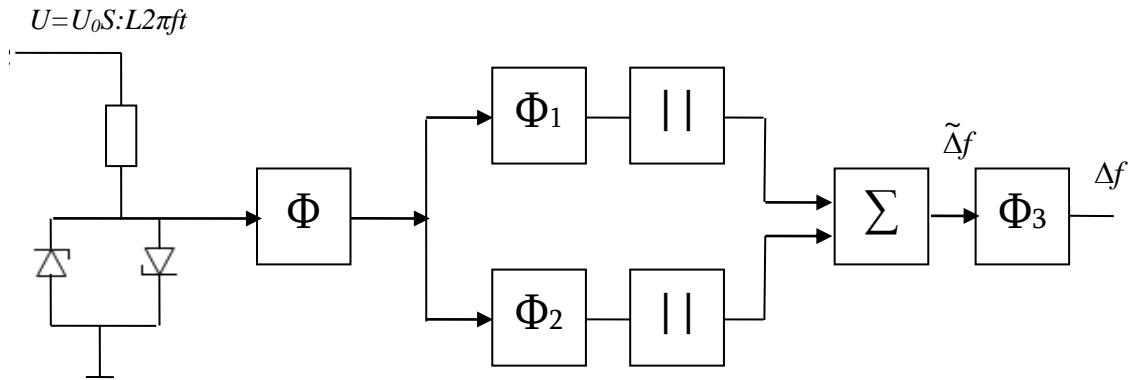 U=U₀S:L2πft
Φ₁ ||
Δ̃f
Δf
Φ Σ Φ₃
Φ₂ ||